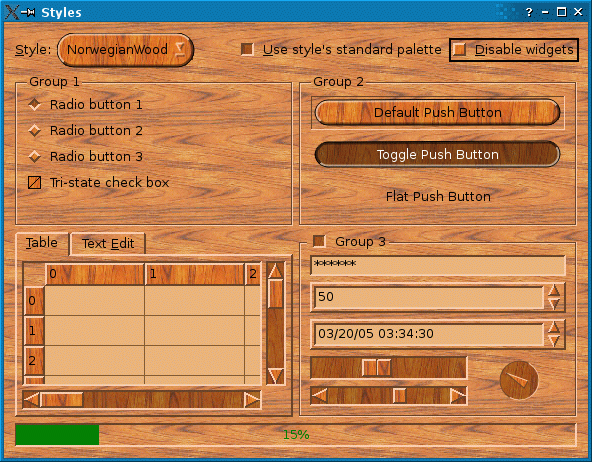 Styles
Style: NorwegianWood Use style's standard palette Disable widgets
Group 1
Radio button 1
Radio button 2
Radio button 3
Tri-state check box
Group 2
Default Push Button
Toggle Push Button
Flat Push Button
Table Text Edit
0 1 2
0
1
2
Group 3
******
50
03/20/05 03:34:30
15%